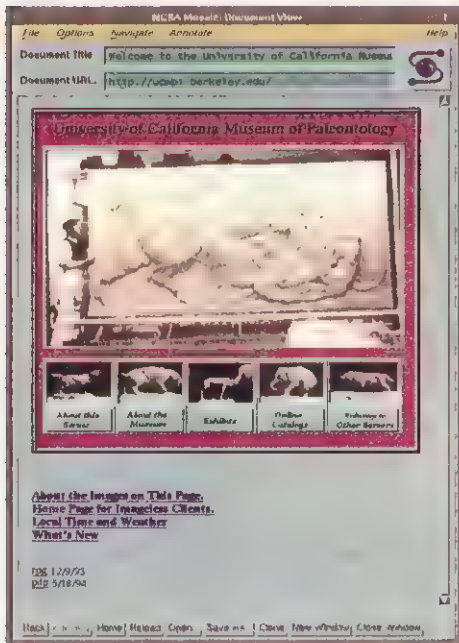 NCSA Mosaic: Document View
File Options Navigate Annotate Help
Document Title Welcome to the University of California Museu
Document URL http://ucmp1.berkeley.edu/
University of California Museum of Paleontology
About this Server
About the Museum
Exhibits
Online Catalogs
Subway to Other Servers
About the Images on This Page.
Home Page for Imageless Clients.
Local Time and Weather
What's New
12/9/93
5/18/94
Back Home Reload Open... Save As... Clone New Window Close Window